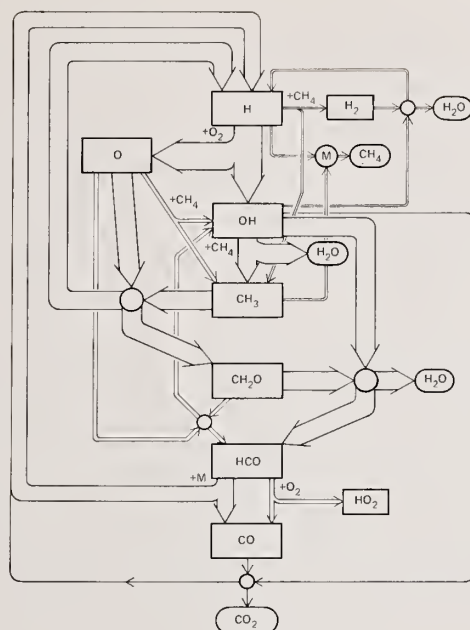 H
+CH₄
H₂
H₂O
+O₂
O
M
CH₄
+CH₄
OH
+CH₄
H₂O
CH₃
CH₂O
H₂O
HCO
+M
+O₂
HO₂
CO
CO₂